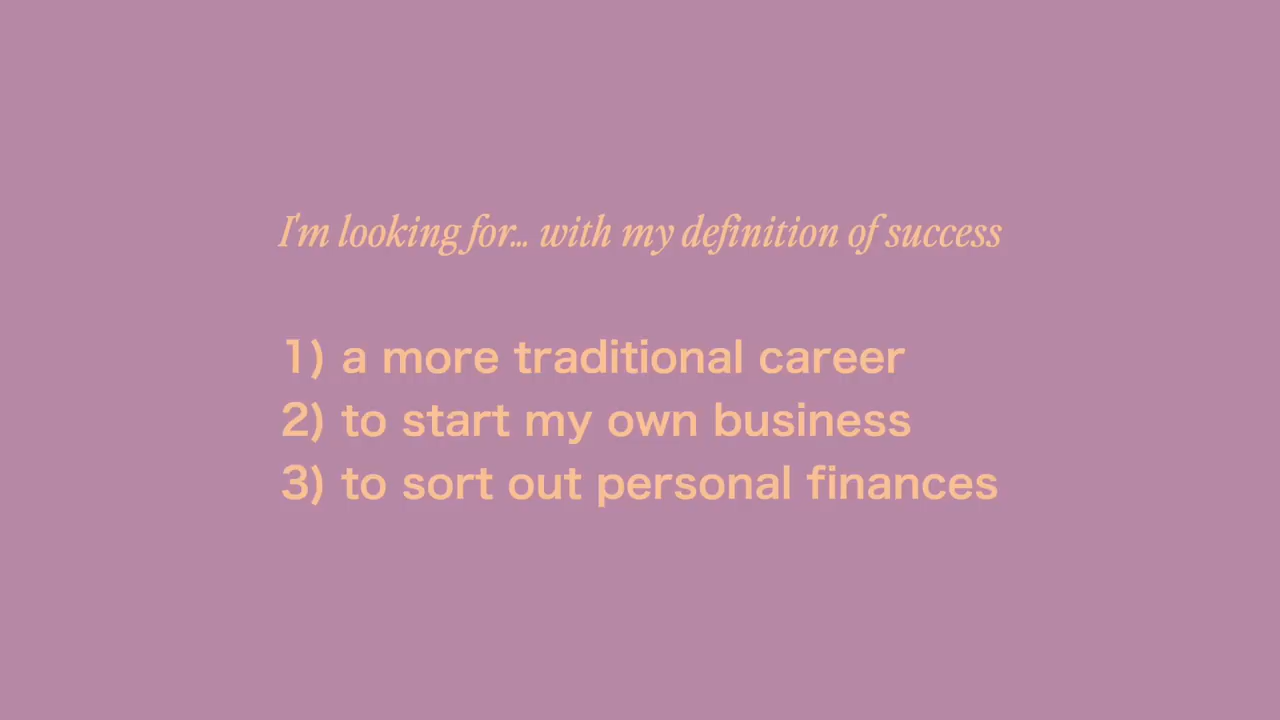 I'm looking for... with my definition of success
1) a more traditional career
2) to start my own business
3) to sort out personal finances